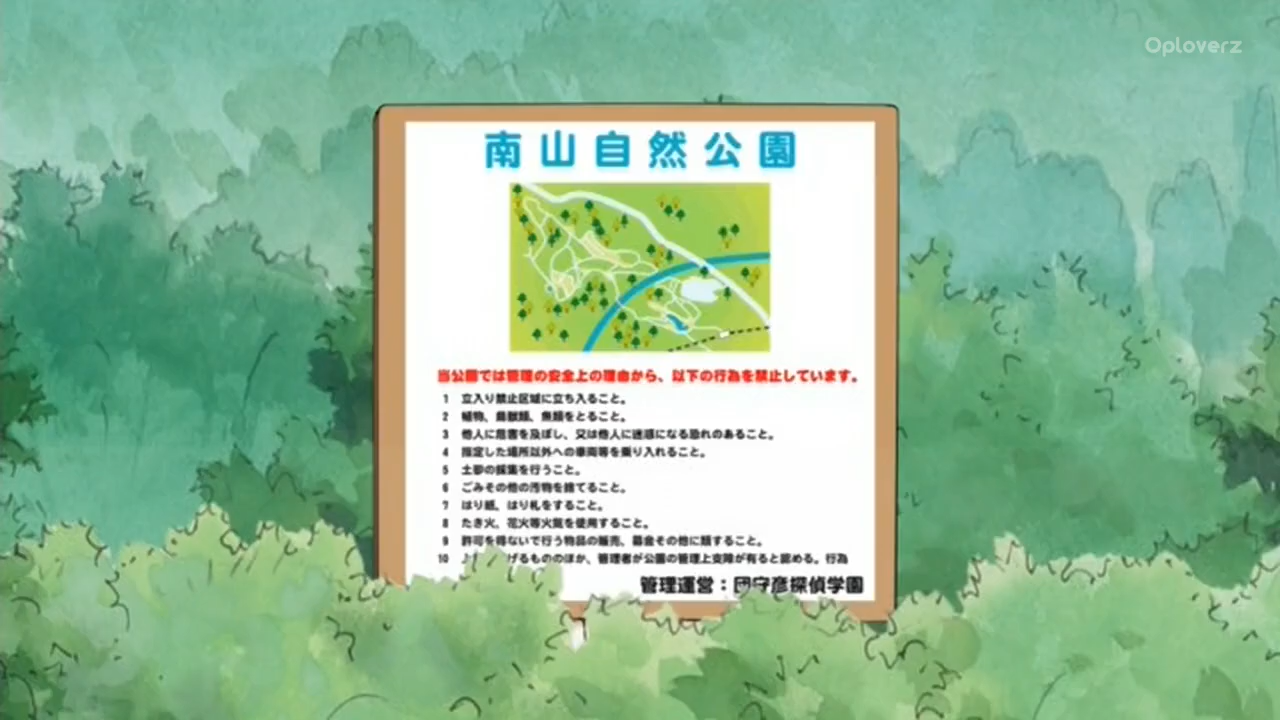 Oploverz
南山自然公園
当公園では管理の安全上の理由から、以下の行為を禁止しています。
1 立入り禁止区域に立ち入ること。
2 植物、鳥獣類、魚類をとること。
3 他人に危害を及ぼし、又は他人に迷惑になる恐れのあること。
4 指定した場所以外への車両等を乗り入れること。
5 土砂の採集を行うこと。
6 ごみその他の汚物を捨てること。
7 はり紙、はり札をすること。
8 たき火、花火等火気を使用すること。
9 許可を得ないで行う物品の販売、募金その他に類すること。
10 げるもののほか、管理者が公園の管理上支障が有ると認める。行為
管理運営：団守彦探偵学園